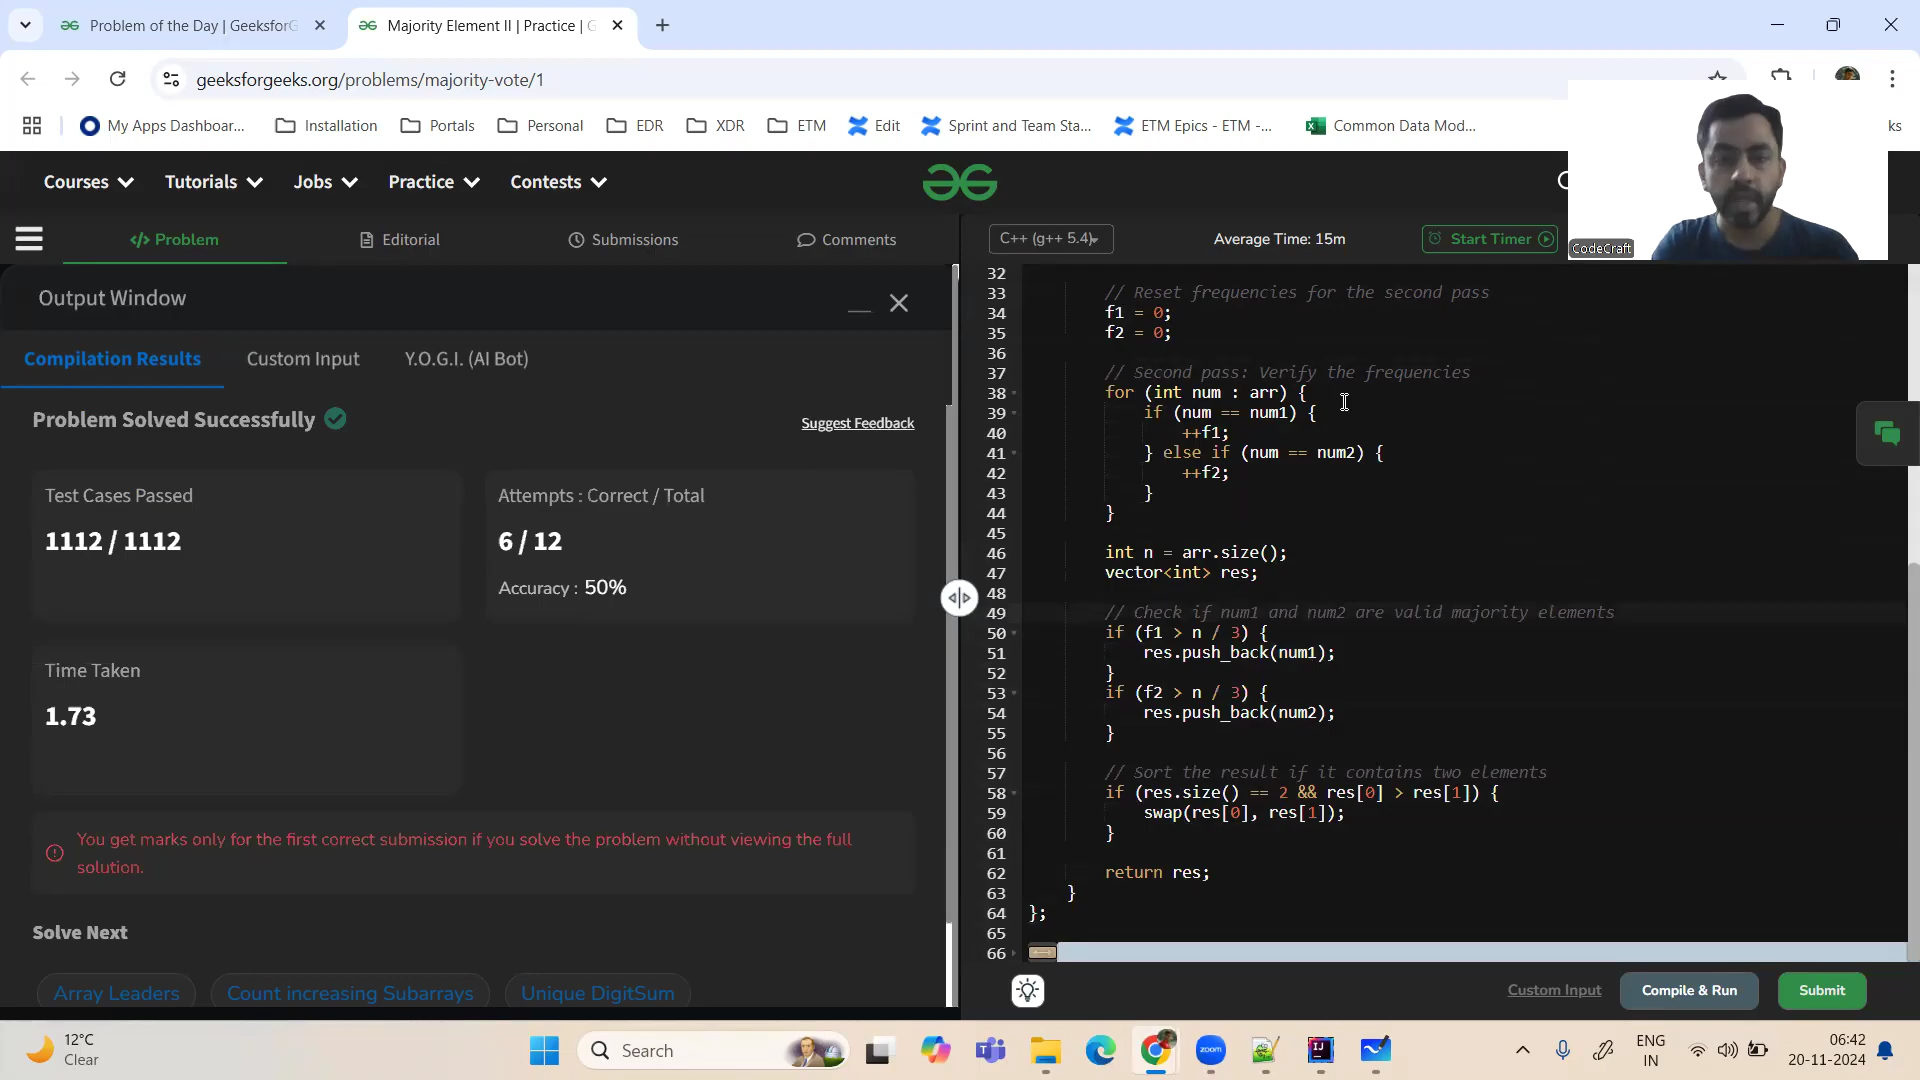 Problem of the Day | GeeksforG
Majority Element II | Practice | G
geeksforgeeks.org/problems/majority-vote/1
My Apps Dashboar...
Installation
Portals
Personal
EDR
XDR
ETM
Edit
Sprint and Team Sta...
ETM Epics - ETM -...
Common Data Mod...
ks
Courses
Tutorials
Jobs
Practice
Contests
CodeCraft
Problem
Editorial
Submissions
Comments
C++ (g++ 5.4)
Average Time: 15m
Start Timer
Output Window
Compilation Results
Custom Input
Y.O.G.I. (AI Bot)
Problem Solved Successfully
Suggest Feedback
Test Cases Passed
1112 / 1112
Attempts : Correct / Total
6 / 12
Accuracy : 50%
Time Taken
1.73
You get marks only for the first correct submission if you solve the problem without viewing the full
solution.
Solve Next
Array Leaders
Count increasing Subarrays
Unique DigitSum
32
33 // Reset frequencies for the second pass
34 f1 = 0;
35 f2 = 0;
36
37 // Second pass: Verify the frequencies
38 for (int num : arr) {
39 if (num == num1) {
40 ++f1;
41 } else if (num == num2) {
42 ++f2;
43 }
44 }
45
46 int n = arr.size();
47 vector<int> res;
48
49 // Check if num1 and num2 are valid majority elements
50 if (f1 > n / 3) {
51 res.push_back(num1);
52 }
53 if (f2 > n / 3) {
54 res.push_back(num2);
55 }
56
57 // Sort the result if it contains two elements
58 if (res.size() == 2 && res[0] > res[1]) {
59 swap(res[0], res[1]);
60 }
61
62 return res;
63 }
64 };
65
66
Custom Input
Compile & Run
Submit
12°C
Clear
Search
zoom
IJ
ENG
IN
06:42
20-11-2024